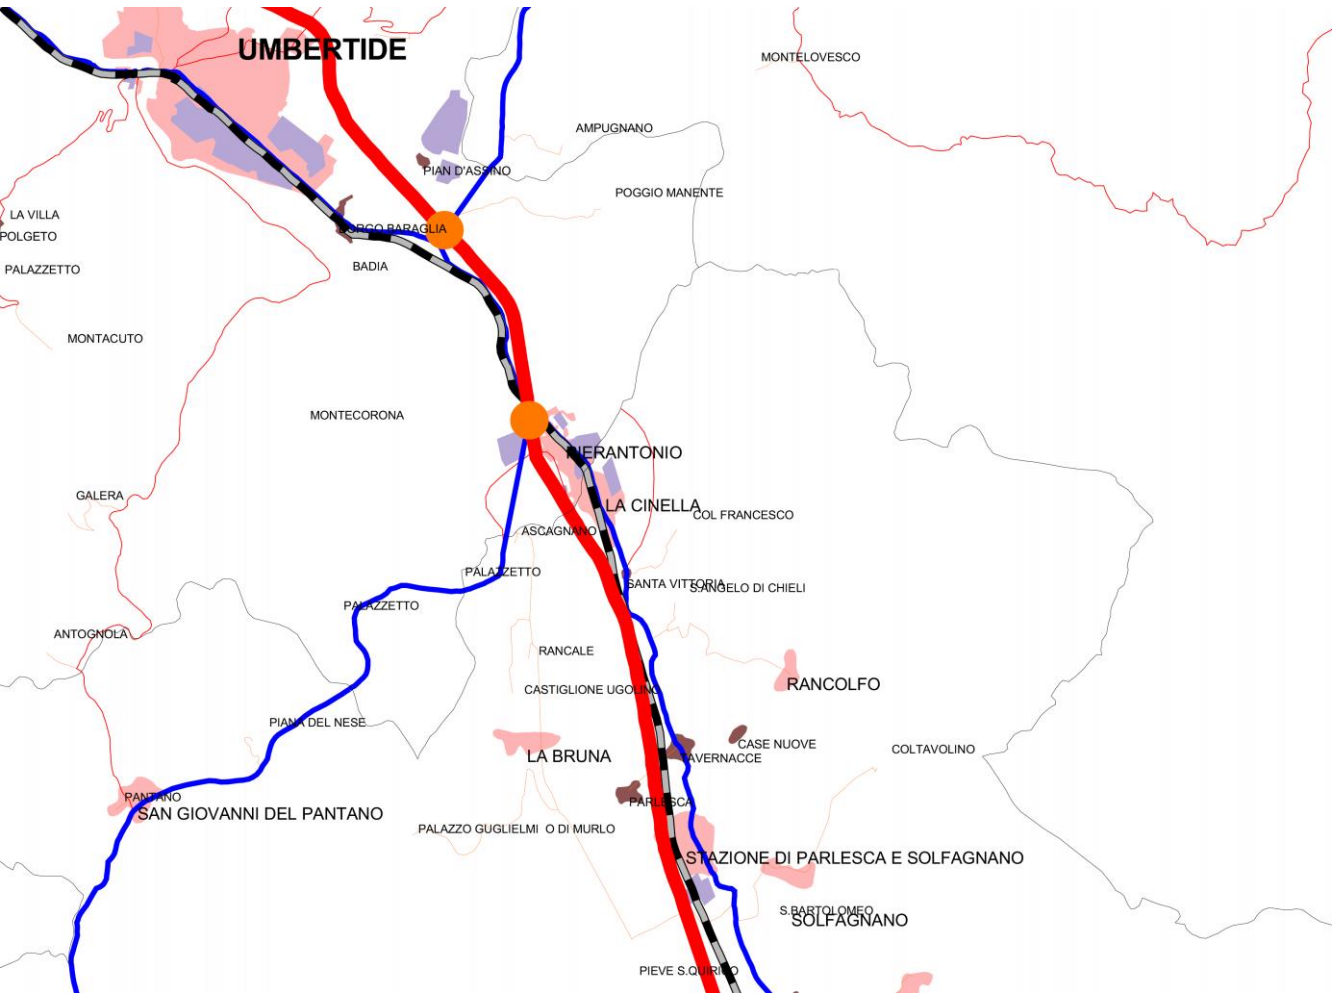 UMBERTIDE
MONTELOVESCO
AMPUGNANO
PIAN D'ASSINO
POGGIO MANENTE
LA VILLA
BORGO BARAGLIA
POLGETO
BADIA
PALAZZETTO
MONTACUTO
MONTECORONA
PIERANTONIO
GALERA
LA CINELLA
COL FRANCESCO
ASCAGNANO
PALAZZETTO
SANTA VITTORIA
S.ANGELO DI CHIELI
PALAZZETTO
ANTOGNOLA
RANCALE
RANCOLFO
CASTIGLIONE UGOLINO
PIANA DEL NESE
CASE NUOVE
COLTAVOLINO
LA BRUNA
TAVERNACCE
PANTANO
PARLESCA
SAN GIOVANNI DEL PANTANO
PALAZZO GUGLIELMI O DI MURLO
STAZIONE DI PARLESCA E SOLFAGNANO
S.BARTOLOMEO
SOLFAGNANO
PIEVE S.QUIRICO